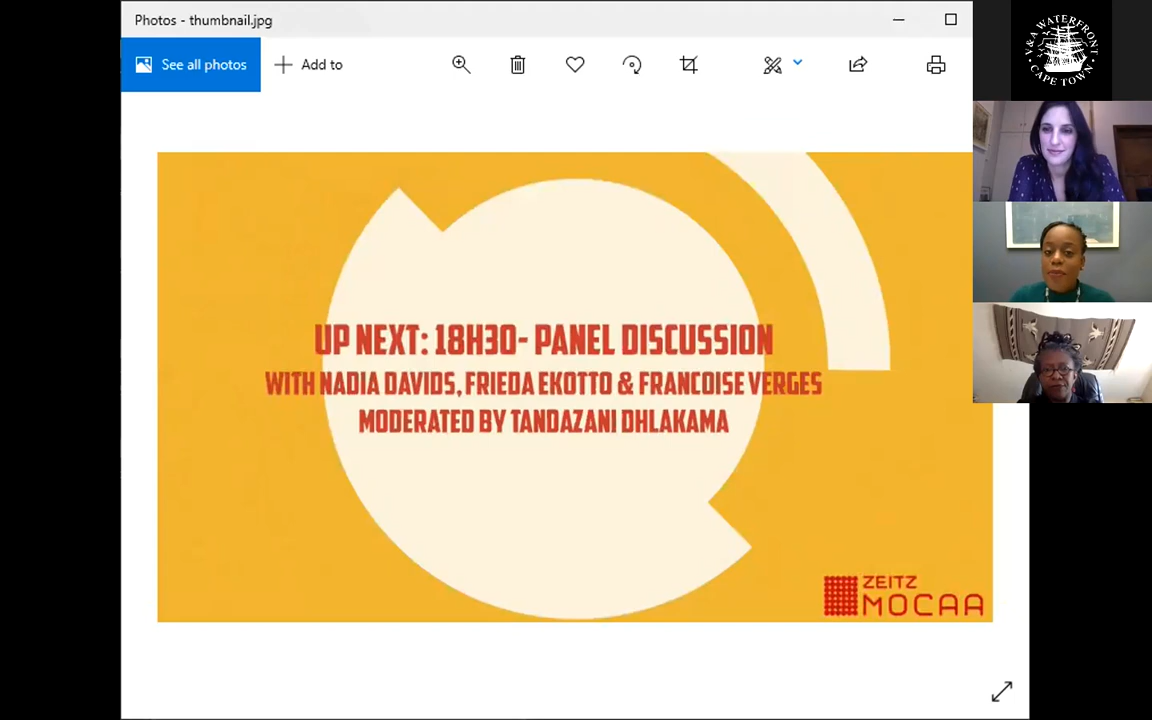 Photos - thumbnail.jpg
See all photos
Add to
UP NEXT: 18H30- PANEL DISCUSSION
WITH NADIA DAVIDS, FRIEDA EKOTTO & FRANCOISE VERGES
MODERATED BY TANDAZANI DHLAKAMA
ZEITZ
MOCAA
V&A WATERFRONT
CAPE TOWN